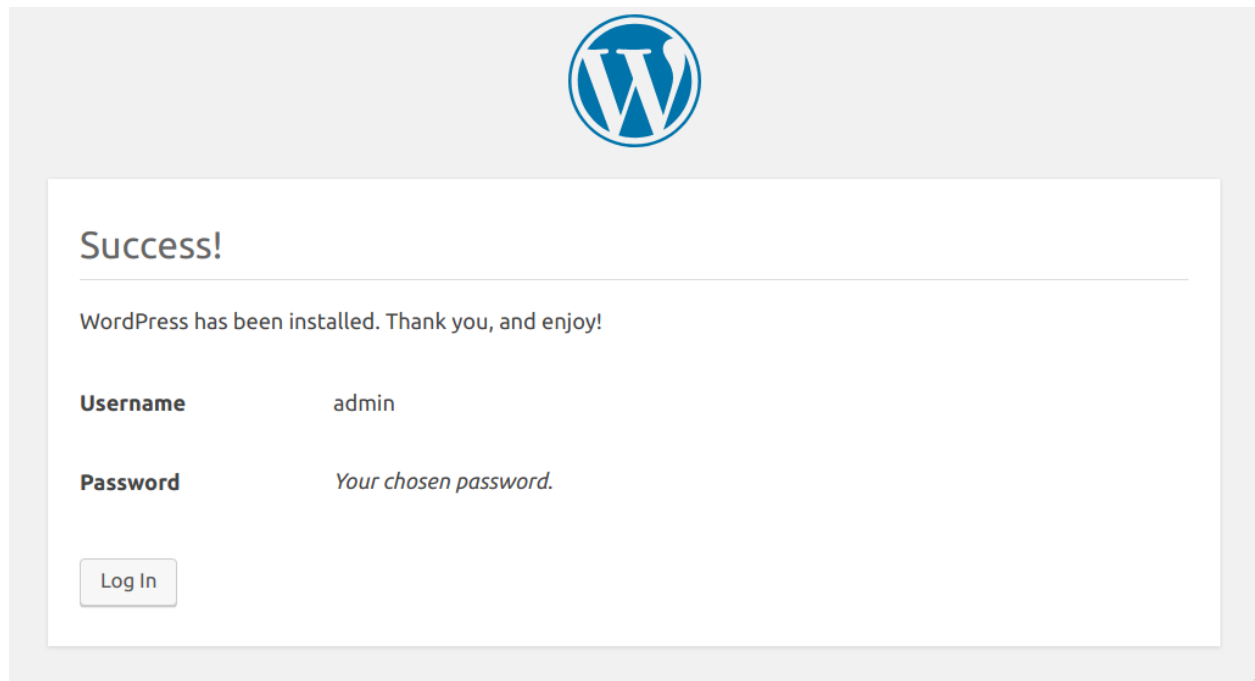 Success!
WordPress has been installed. Thank you, and enjoy!
Username admin
Password Your chosen password.
Log In